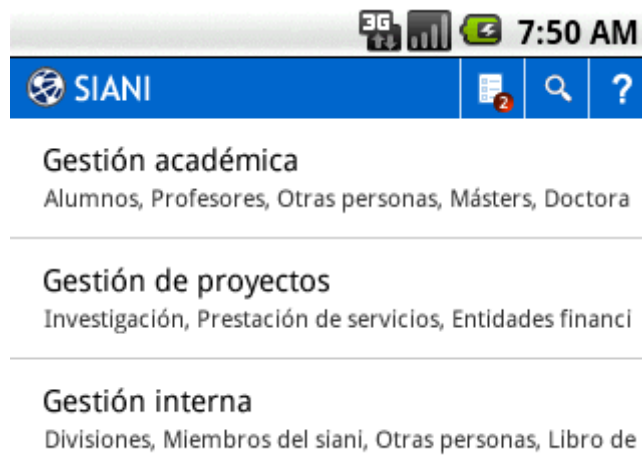 3G 7:50 AM
SIANI 2 ?
Gestión académica
Alumnos, Profesores, Otras personas, Másters, Doctora
Gestión de proyectos
Investigación, Prestación de servicios, Entidades financi
Gestión interna
Divisiones, Miembros del siani, Otras personas, Libro de